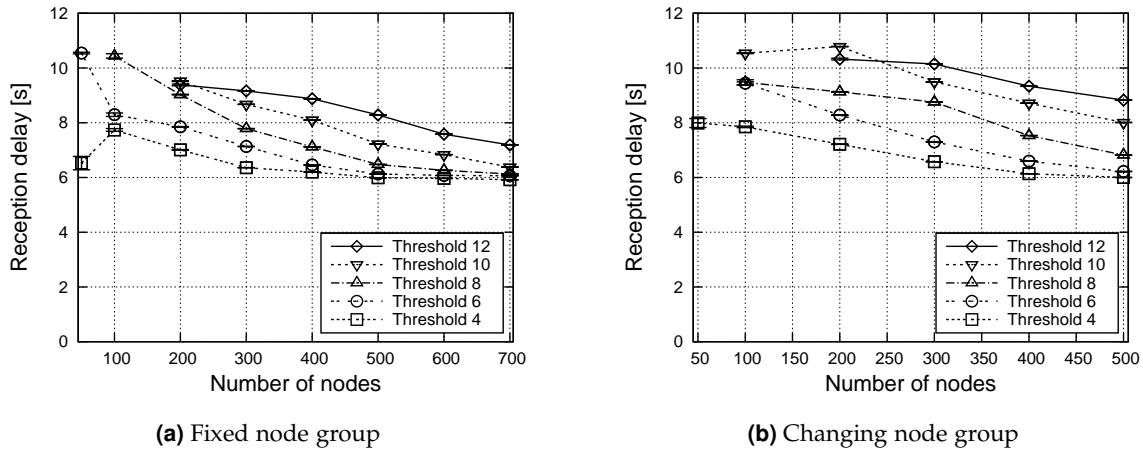 12
10
8
6
4
2
0
Reception delay [s]
Threshold 12
Threshold 10
Threshold 8
Threshold 6
Threshold 4
100 200 300 400 500 600 700
Number of nodes
(a) Fixed node group
12
10
8
6
4
2
0
Reception delay [s]
Threshold 12
Threshold 10
Threshold 8
Threshold 6
Threshold 4
50 100 150 200 250 300 350 400 450 500
Number of nodes
(b) Changing node group